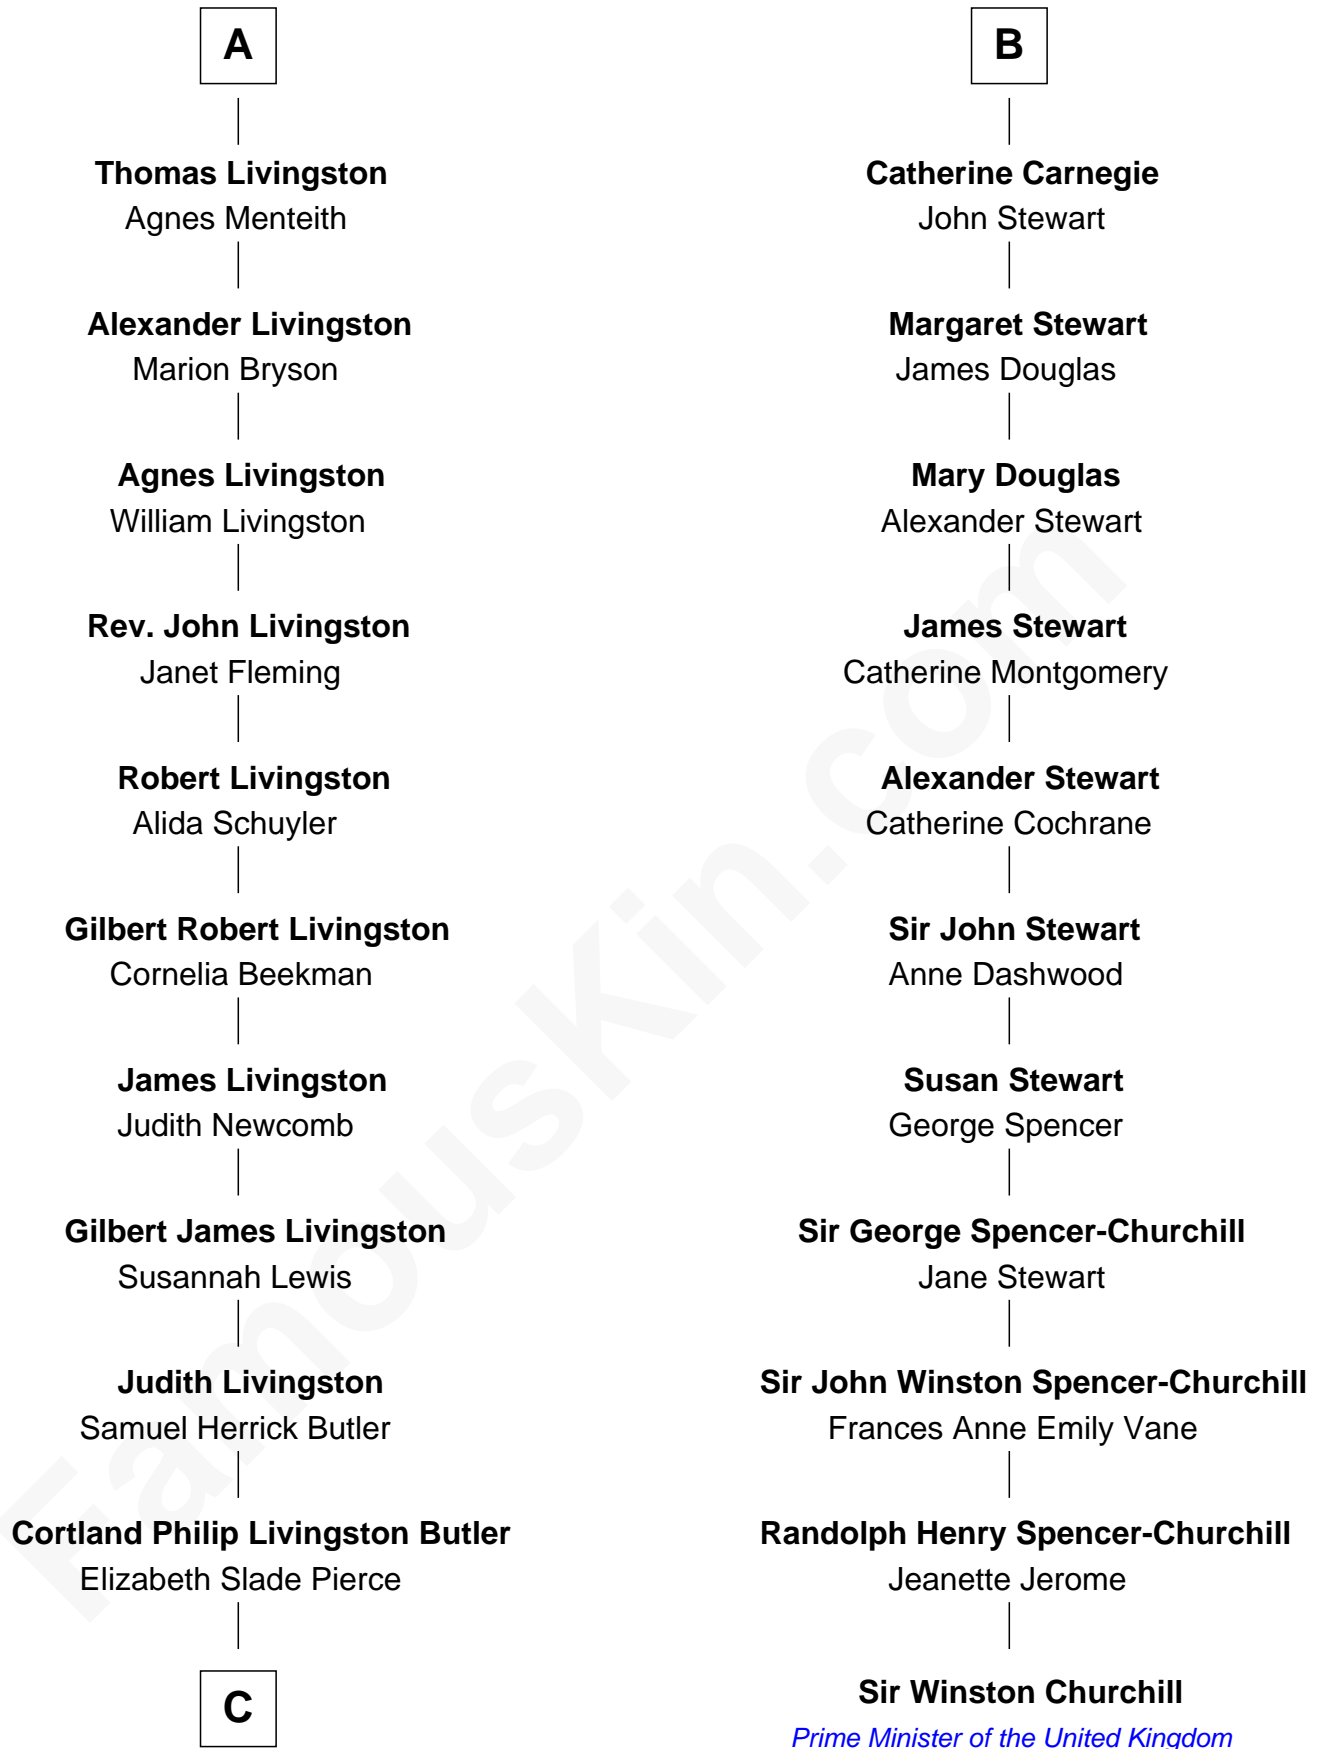 A
Thomas Livingston
Agnes Menteith
Alexander Livingston
Marion Bryson
Agnes Livingston
William Livingston
Rev. John Livingston
Janet Fleming
Robert Livingston
Alida Schuyler
Gilbert Robert Livingston
Cornelia Beekman
James Livingston
Judith Newcomb
Gilbert James Livingston
Susannah Lewis
Judith Livingston
Samuel Herrick Butler
Cortland Philip Livingston Butler
Elizabeth Slade Pierce
C
B
Catherine Carnegie
John Stewart
Margaret Stewart
James Douglas
Mary Douglas
Alexander Stewart
James Stewart
Catherine Montgomery
Alexander Stewart
Catherine Cochrane
Sir John Stewart
Anne Dashwood
Susan Stewart
George Spencer
Sir George Spencer-Churchill
Jane Stewart
Sir John Winston Spencer-Churchill
Frances Anne Emily Vane
Randolph Henry Spencer-Churchill
Jeanette Jerome
Sir Winston Churchill
Prime Minister of the United Kingdom
FamousKin.com